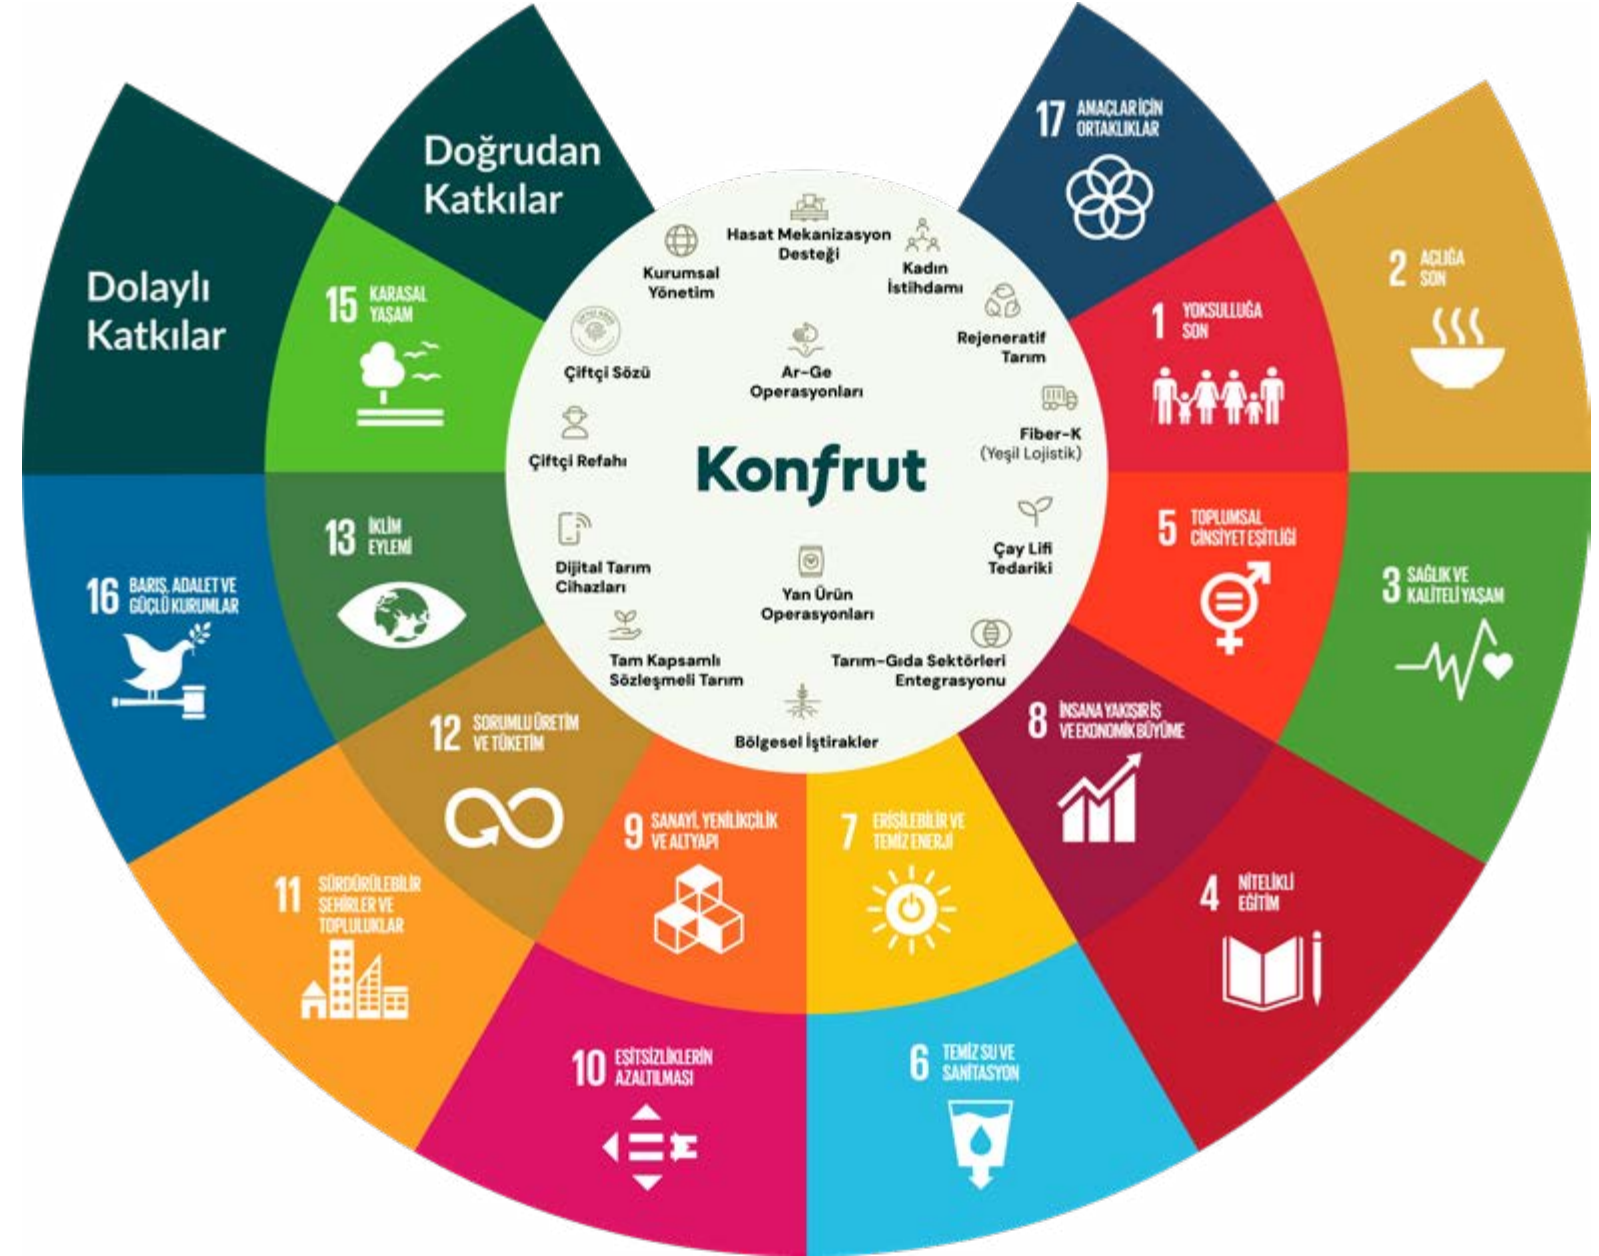 Doğrudan
Katkılar
Dolaylı
Katkılar
17 AMAÇLAR İÇİN
ORTAKLIKLAR
15 KARASAL
YAŞAM
1 YOKSULLUĞA
SON
2 AÇLIĞA
SON
13 İKLİM
EYLEMİ
5 TOPLUMSAL
CİNSİYET EŞİTLİĞİ
16 BARIŞ, ADALET VE
GÜÇLÜ KURUMLAR
3 SAĞLIK VE
KALİTELİ YAŞAM
12 SORUMLU ÜRETİM
VE TÜKETİM
8 İNSANA YAKIŞIR İŞ
VE EKONOMİK BÜYÜME
9 SANAYİ, YENİLİKÇİLİK
VE ALTYAPI
7 ERİŞİLEBİLİR VE
TEMİZ ENERJİ
11 SÜRDÜRÜLEBİLİR
ŞEHİRLER VE
TOPLULUKLAR
4 NİTELİKLİ
EĞİTİM
10 EŞİTSİZLİKLERİN
AZALTILMASI
6 TEMİZ SU VE
SANİTASYON
Hasat Mekanizasyon
Desteği
Kurumsal
Yönetim
Kadın
İstihdamı
Çiftçi Sözü
Ar-Ge
Operasyonları
Rejeneratif
Tarım
Çiftçi Refahı
Konfrut
Fiber-K
(Yeşil Lojistik)
Dijital Tarım
Cihazları
Yan Ürün
Operasyonları
Çay Lifi
Tedariki
Tam Kapsamlı
Sözleşmeli Tarım
Tarım-Gıda Sektörleri
Entegrasyonu
Bölgesel İştirakler